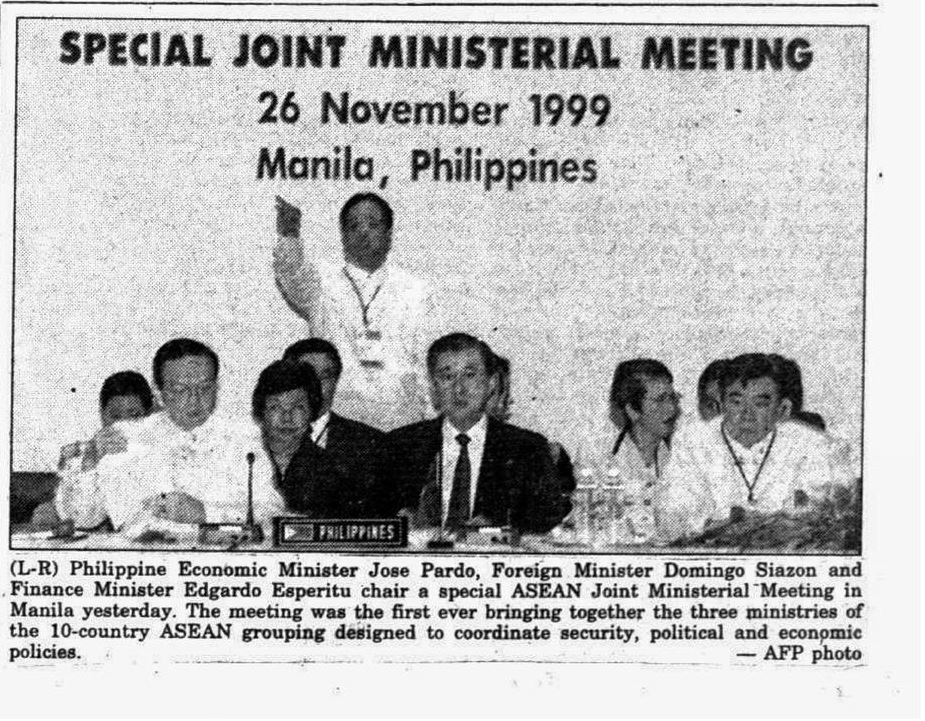 SPECIAL JOINT MINISTERIAL MEETING
26 November 1999
Manila, Philippines
PHILIPPINES
(L-R) Philippine Economic Minister Jose Pardo, Foreign Minister Domingo Siazon and
Finance Minister Edgardo Esperitu chair a special ASEAN Joint Ministerial Meeting in
Manila yesterday. The meeting was the first ever bringing together the three ministries of
the 10-country ASEAN grouping designed to coordinate security, political and economic
policies. — AFP photo